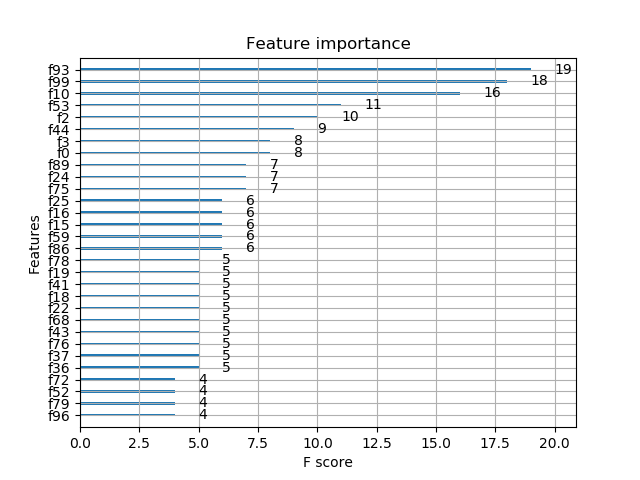 Feature importance
f93 19
f99 18
f10 16
f53 11
f2 10
f44 9
f3 8
f0 8
f89 7
f24 7
f75 7
f25 6
f16 6
f15 6
f59 6
f86 6
f78 5
f19 5
f41 5
f18 5
f22 5
f68 5
f43 5
f76 5
f37 5
f36 5
f72 4
f52 4
f79 4
f96 4
Features
0.0 2.5 5.0 7.5 10.0 12.5 15.0 17.5 20.0
F score